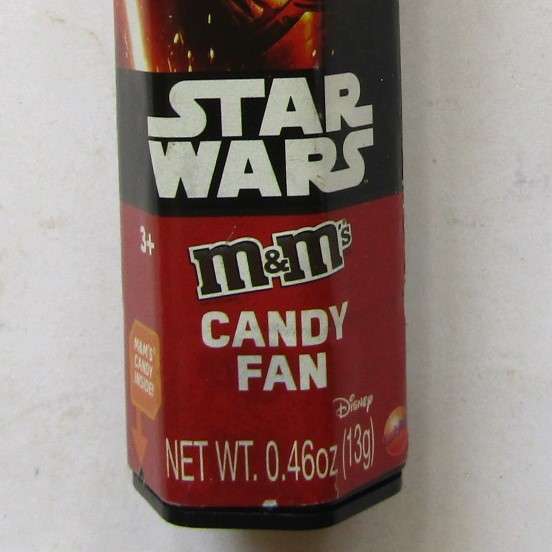 STAR
WARS
3+
m&m's
CANDY
FAN
M&M'S
CANDY
INSIDE!
Disney
NET WT. 0.46oz (13g)